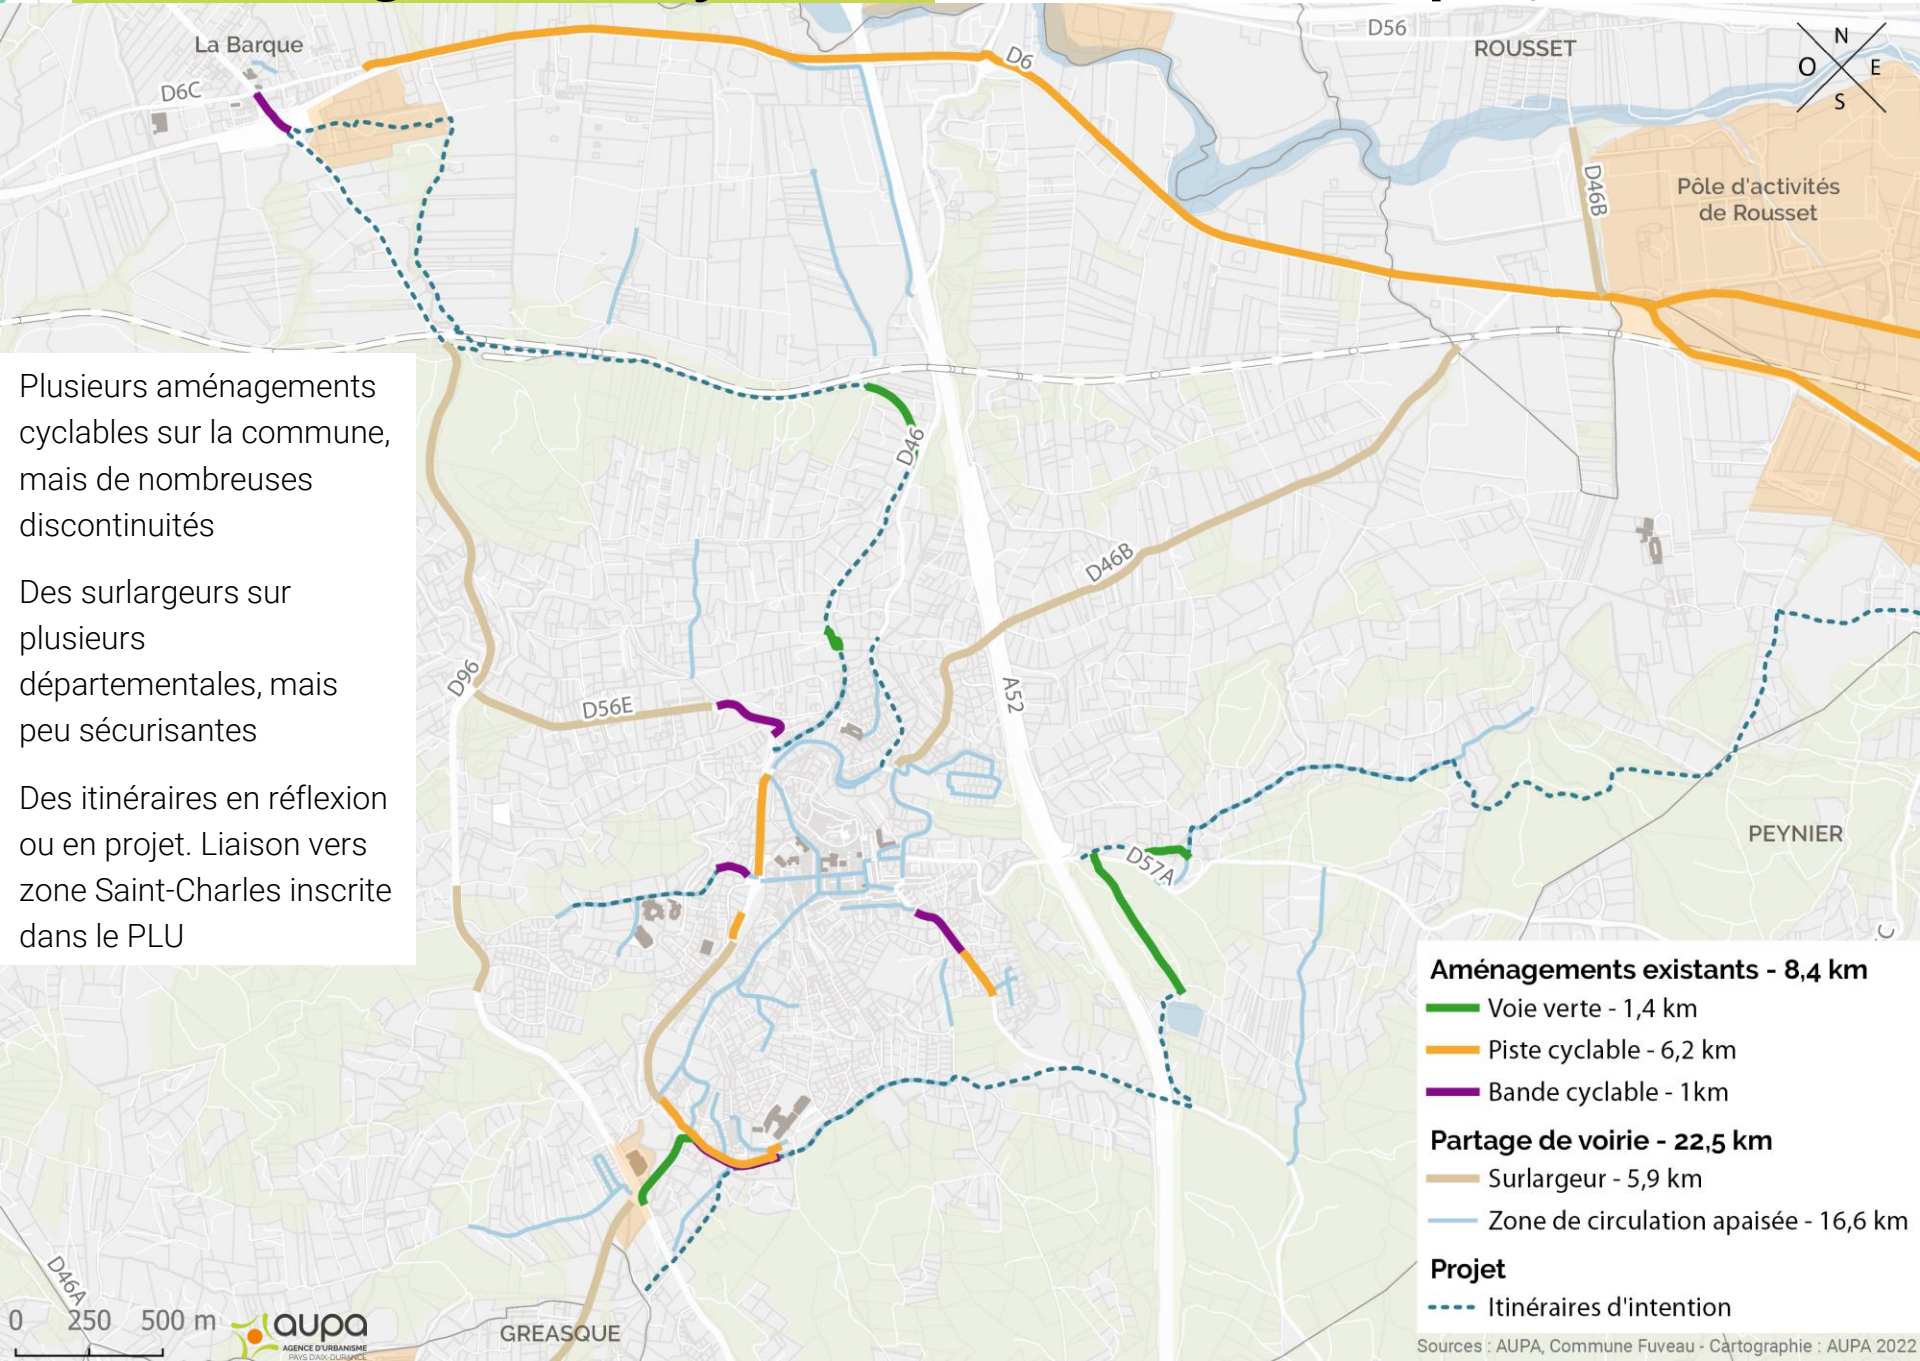 La Barque
D6C
D6
D56
ROUSSET
N
O
E
S
D46B
Pôle d'activités
de Rousset
Plusieurs aménagements
cyclables sur la commune,
mais de nombreuses
discontinuités
Des surlargeurs sur
plusieurs
départementales, mais
peu sécurisantes
Des itinéraires en réflexion
ou en projet. Liaison vers
zone Saint-Charles inscrite
dans le PLU
D46
D46B
D96
D56E
A52
D57A
PEYNIER
Aménagements existants - 8,4 km
Voie verte - 1,4 km
Piste cyclable - 6,2 km
Bande cyclable - 1km
Partage de voirie - 22,5 km
Surlargeur - 5,9 km
Zone de circulation apaisée - 16,6 km
Projet
Itinéraires d'intention
D46A
0 250 500 m
aupa
AGENCE D'URBANISME
PAYS D'AIX-DURANCE
GREASQUE
Sources : AUPA, Commune Fuveau - Cartographie : AUPA 2022